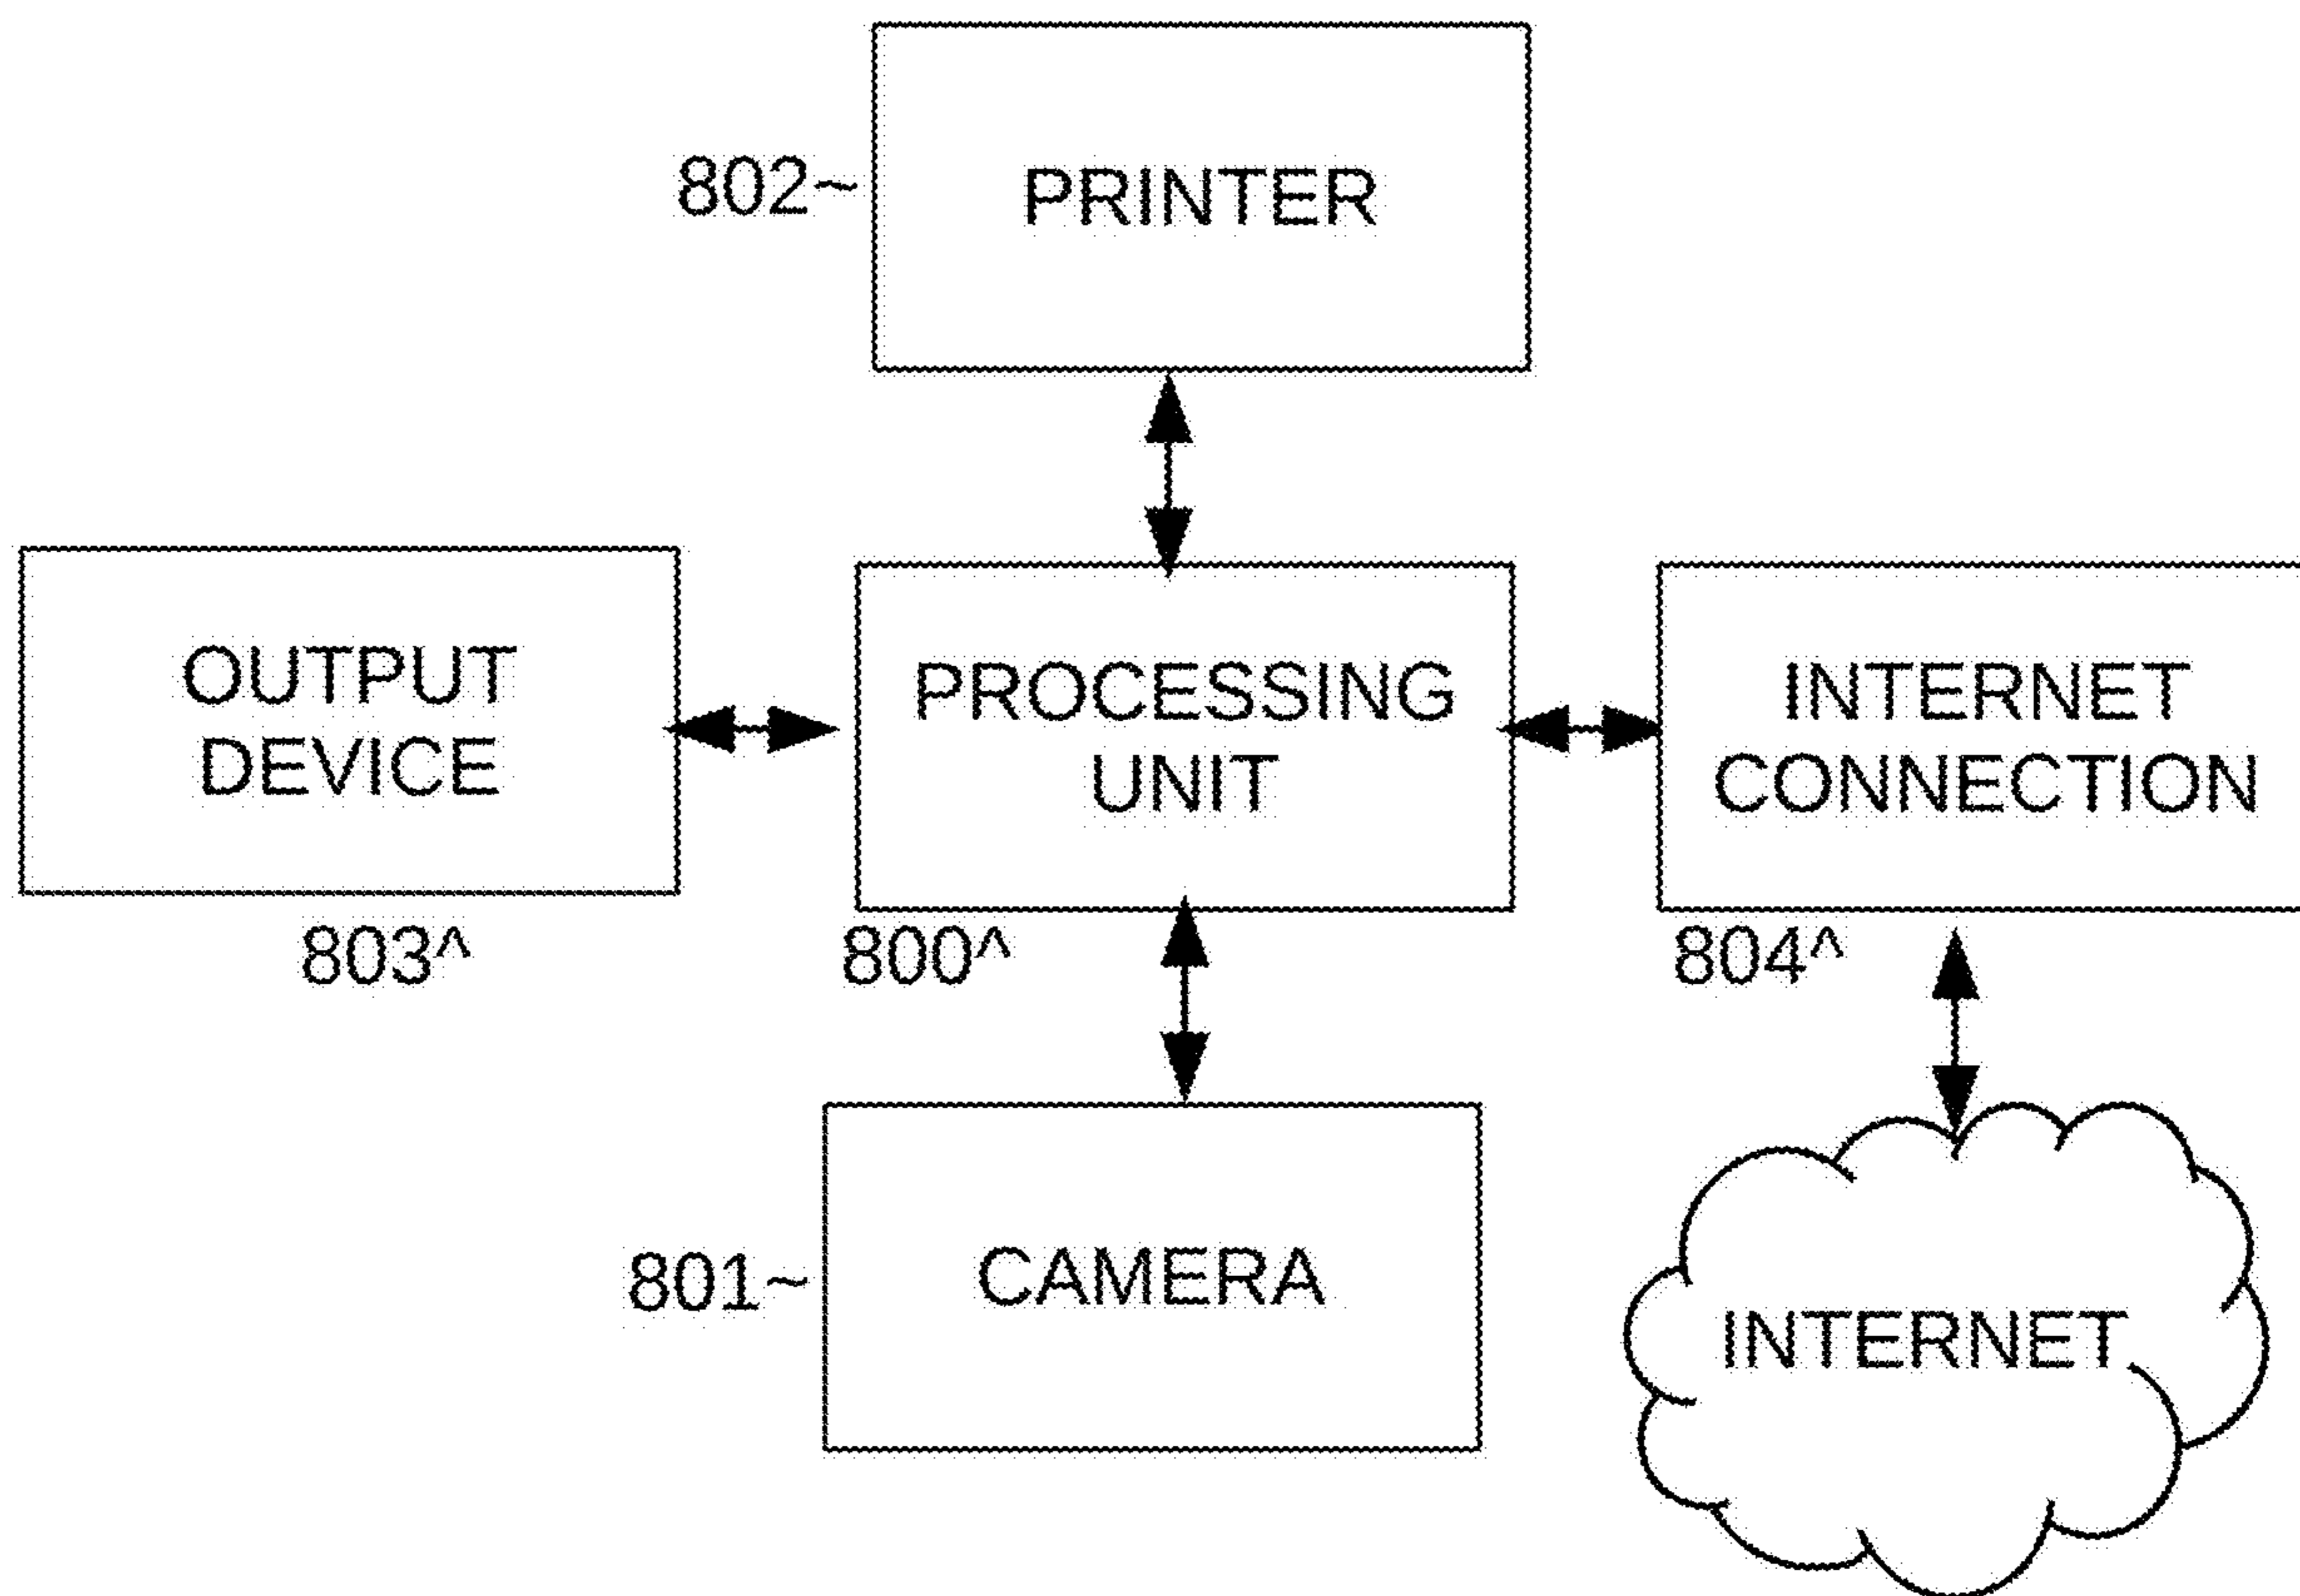 802~
PRINTER
OUTPUT
DEVICE
PROCESSING
UNIT
INTERNET
CONNECTION
803^
800^
804^
801~
CAMERA
INTERNET